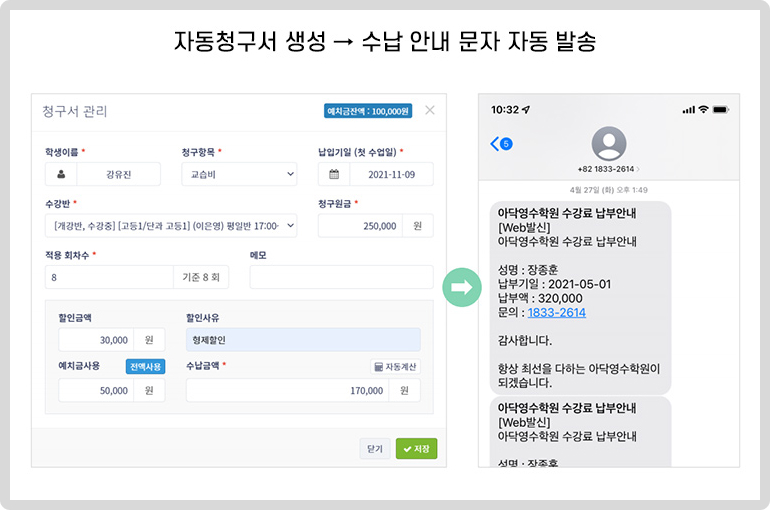 자동청구서 생성 → 수납 안내 문자 자동 발송
청구서 관리
예치금잔액 : 100,000원
학생이름 *
청구항목 *
납입기일 (첫 수업일) *
강유진
교습비
2021-11-09
수강반 *
청구원금 *
[개강반, 수강중] [고등1/단과 고등1] (이은영) 평일반 17:00-
250,000 원
적용 회차수 *
메모
8
기준 8 회
할인금액
할인사유
30,000 원
형제할인
예치금사용
전액사용
수납금액 *
자동계산
50,000 원
170,000 원
닫기
저장
10:32
5
+82 1833-2614
4월 27일 (화) 오후 1:49
아닥영수학원 수강료 납부안내
[Web발신]
아닥영수학원 수강료 납부안내
성명 : 장종훈
납부기일 : 2021-05-01
납부액 : 320,000
문의 : 1833-2614
감사합니다.
항상 최선을 다하는 아닥영수학원이
되겠습니다.
아닥영수학원 수강료 납부안내
[Web발신]
아닥영수학원 수강료 납부안내
성명 : 장종훈